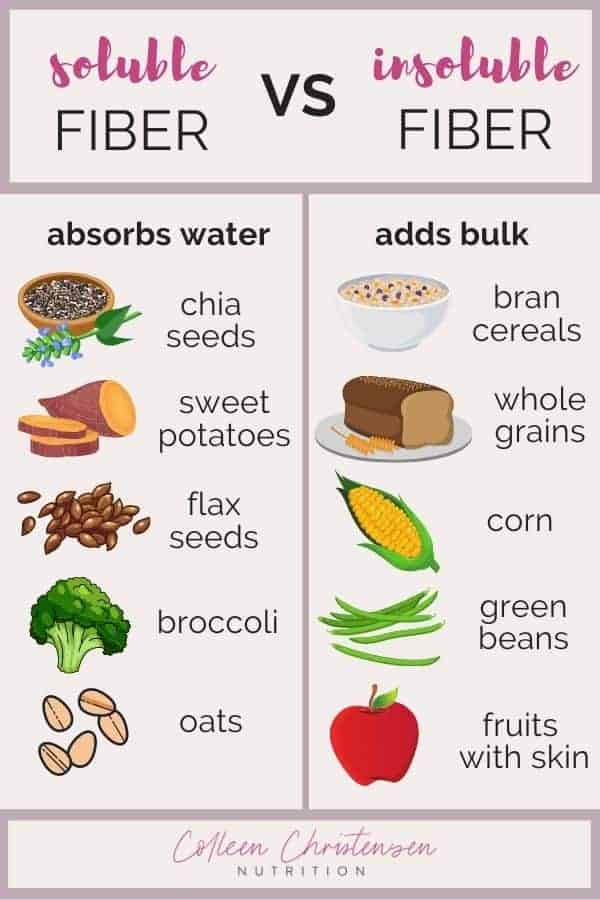 soluble
FIBER
VS
insoluble
FIBER
absorbs water
chia
seeds
sweet
potatoes
flax
seeds
broccoli
oats
adds bulk
bran
cereals
whole
grains
corn
green
beans
fruits
with skin
Colleen Christensen
NUTRITION